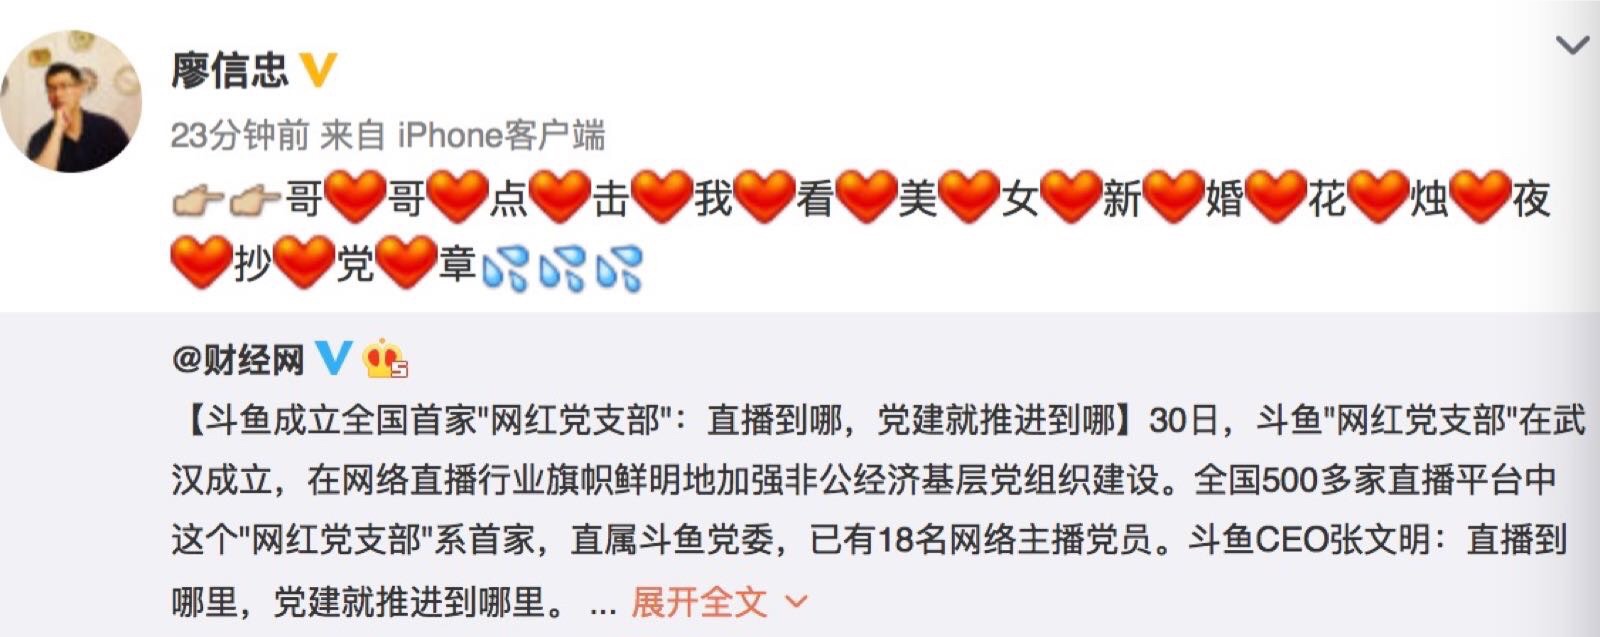 廖信忠
23分钟前 来自 iPhone客户端
👉👉哥❤️哥❤️点❤️击❤️我❤️看❤️美❤️女❤️新❤️婚❤️花❤️烛❤️夜
❤️抄❤️党❤️章💦💦💦
@财经网
【斗鱼成立全国首家"网红党支部"：直播到哪，党建就推进到哪】30日，斗鱼"网红党支部"在武
汉成立，在网络直播行业旗帜鲜明地加强非公经济基层党组织建设。全国500多家直播平台中
这个"网红党支部"系首家，直属斗鱼党委，已有18名网络主播党员。斗鱼CEO张文明：直播到
哪里，党建就推进到哪里。 ... 展开全文